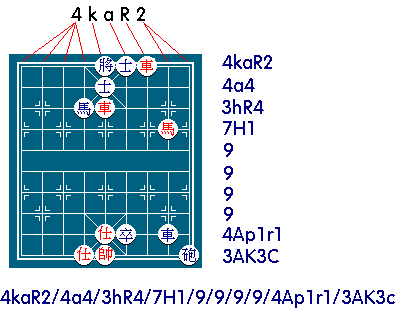 4 k a R 2
將 士 車 4kaR2
士 4a4
馬 車 3hR4
馬 7H1
9
9
9
9
仕 卒 車 4Ap1r1
仕 帥 砲 3AK3C
4kaR2/4a4/3hR4/7H1/9/9/9/9/4Ap1r1/3AK3c